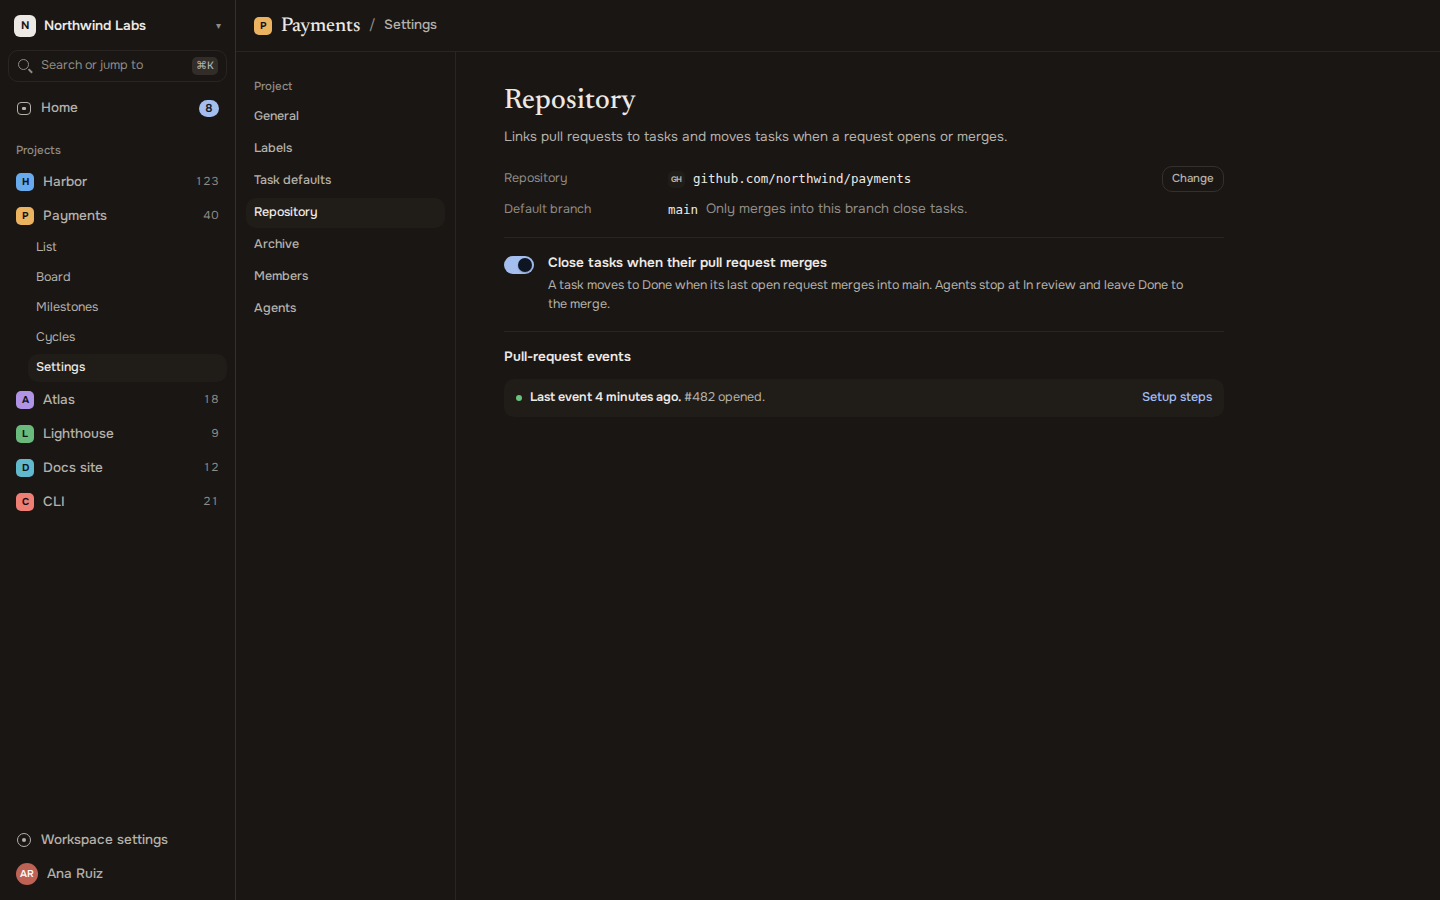 N Northwind Labs ▾
Search or jump to ⌘K
Home 8
Projects
H Harbor 123
P Payments 40
List
Board
Milestones
Cycles
Settings
A Atlas 18
L Lighthouse 9
D Docs site 12
C CLI 21
Workspace settings
AR Ana Ruiz
P Payments / Settings
Project
General
Labels
Task defaults
Repository
Archive
Members
Agents
Repository
Links pull requests to tasks and moves tasks when a request opens or merges.
Repository GH github.com/northwind/payments Change
Default branch main Only merges into this branch close tasks.
Close tasks when their pull request merges
A task moves to Done when its last open request merges into main. Agents stop at In review and leave Done to
the merge.
Pull-request events
Last event 4 minutes ago. #482 opened. Setup steps